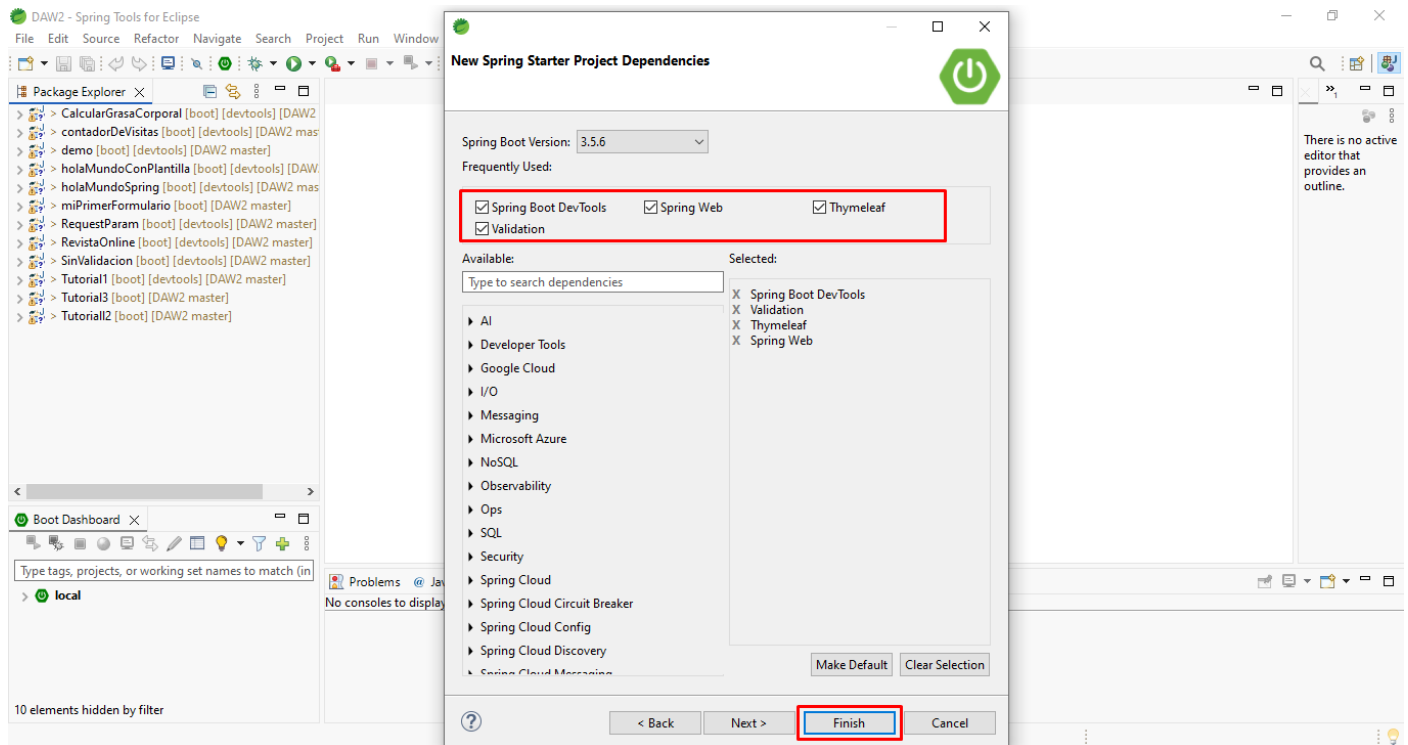 DAW2 - Spring Tools for Eclipse
File Edit Source Refactor Navigate Search Project Run Window
Package Explorer
> CalcularGrasaCorporal [boot] [devtools] [DAW2
> contadorDeVisitas [boot] [devtools] [DAW2 mast
> demo [boot] [devtools] [DAW2 master]
> holaMundoConPlantilla [boot] [devtools] [DAW
> holaMundoSpring [boot] [devtools] [DAW2 mas
> miPrimerFormulario [boot] [DAW2 master]
> RequestParam [boot] [devtools] [DAW2 master]
> RevistaOnline [boot] [devtools] [DAW2 master]
> SinValidacion [boot] [devtools] [DAW2 master]
> Tutorial1 [boot] [devtools] [DAW2 master]
> Tutorial3 [boot] [DAW2 master]
> Tutorial2 [boot] [DAW2 master]
Boot Dashboard
Type tags, projects, or working set names to match (in
local
10 elements hidden by filter
New Spring Starter Project Dependencies
Spring Boot Version: 3.5.6
Frequently Used:
Spring Boot DevTools Spring Web Thymeleaf
Validation
Available: Selected:
Type to search dependencies
AI
Developer Tools
Google Cloud
I/O
Messaging
Microsoft Azure
NoSQL
Observability
Ops
SQL
Security
Spring Cloud
Spring Cloud Circuit Breaker
Spring Cloud Config
Spring Cloud Discovery
Spring Cloud Messaging
X Spring Boot DevTools
X Validation
X Thymeleaf
X Spring Web
Make Default Clear Selection
? < Back Next > Finish Cancel
Problems @ Jav
No consoles to display
There is no active
editor that
provides an
outline.